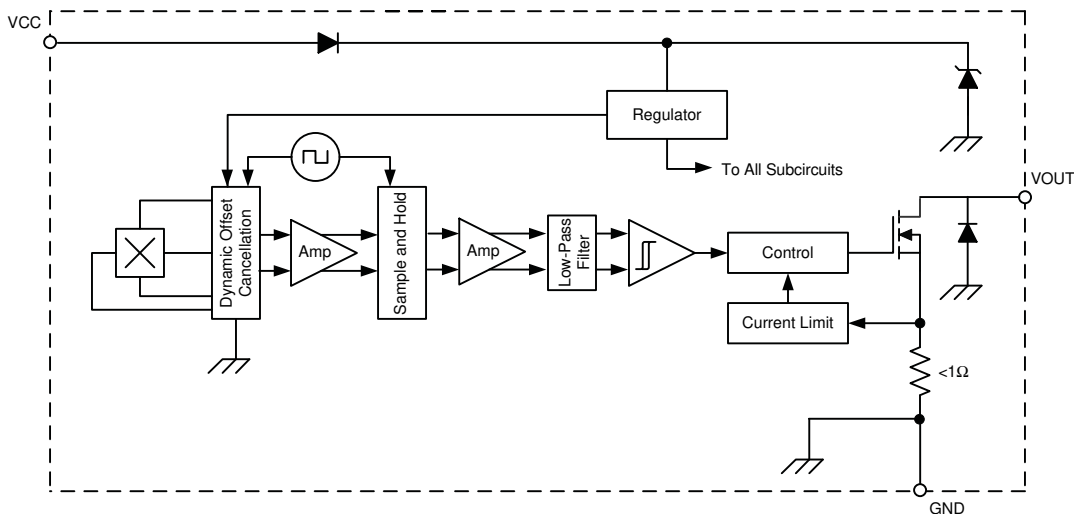 VCC
Regulator
To All Subcircuits
VOUT
Dynamic Offset
Cancellation
Amp
Sample and Hold
Amp
Low-Pass
Filter
Control
Current Limit
<1Ω
GND